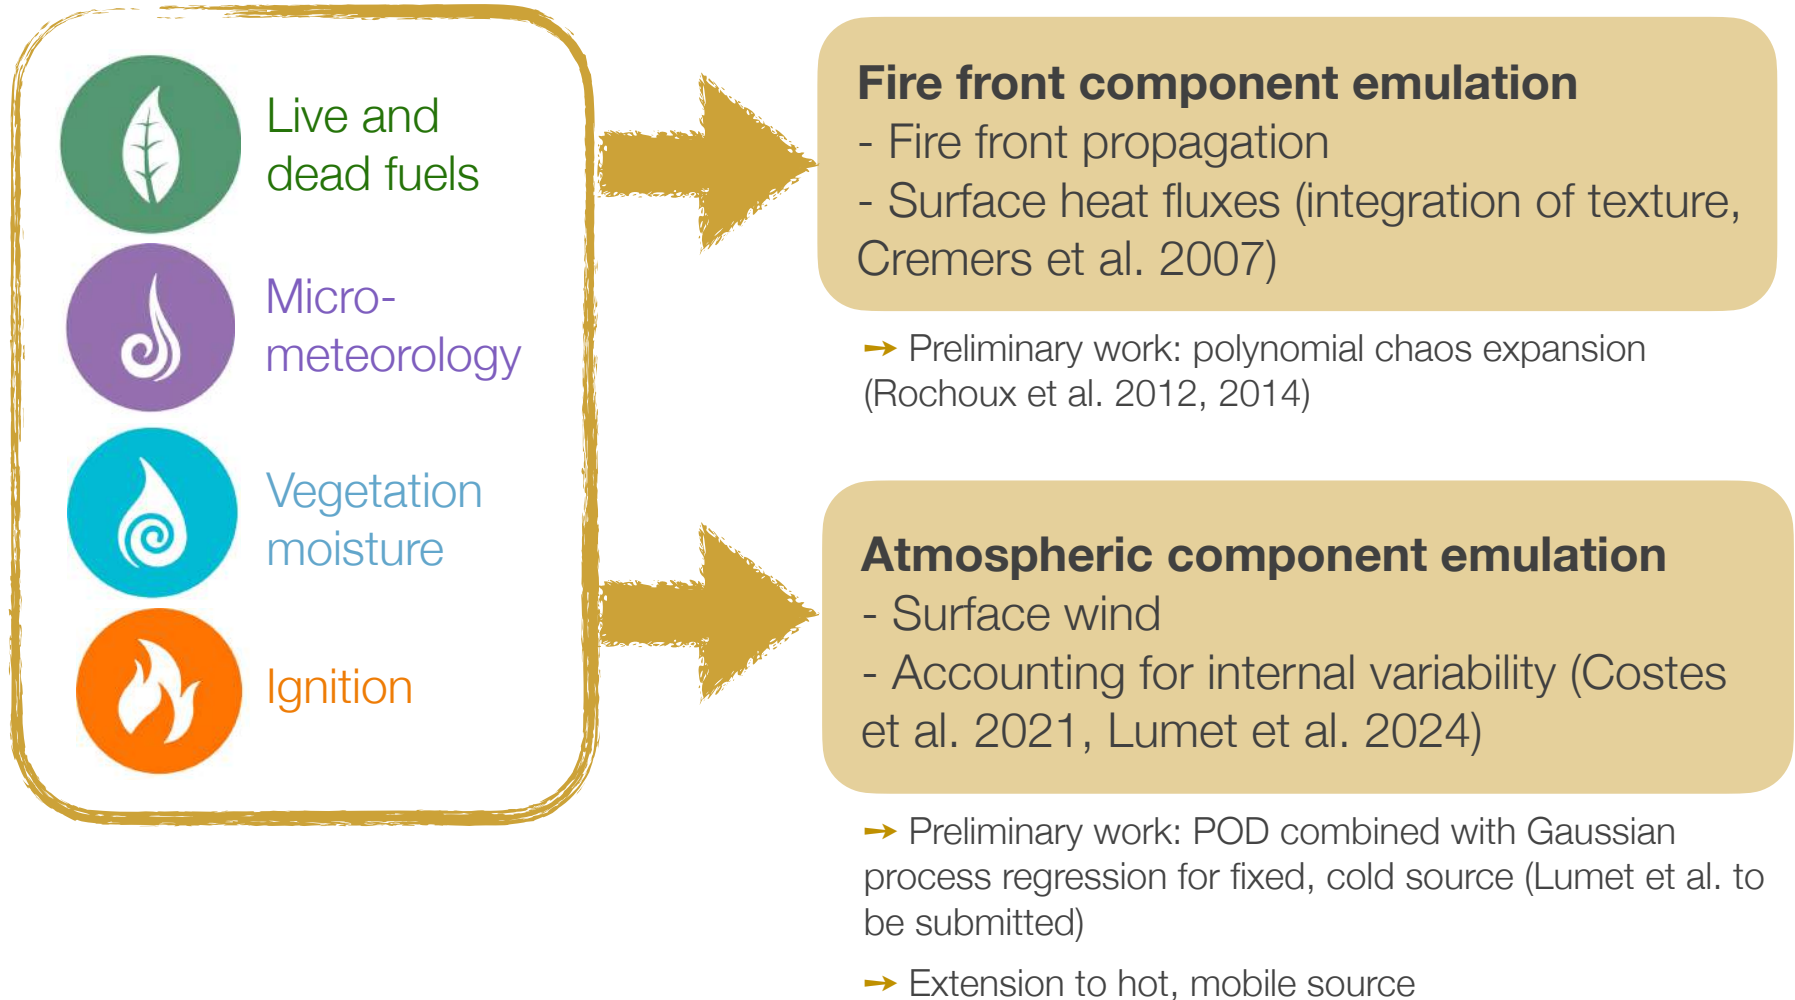 Live and
dead fuels
Micro-
meteorology
Vegetation
moisture
Ignition
Fire front component emulation
- Fire front propagation
- Surface heat fluxes (integration of texture,
Cremers et al. 2007)
→ Preliminary work: polynomial chaos expansion
(Rochoux et al. 2012, 2014)
Atmospheric component emulation
- Surface wind
- Accounting for internal variability (Costes
et al. 2021, Lumet et al. 2024)
→ Preliminary work: POD combined with Gaussian
process regression for fixed, cold source (Lumet et al. to
be submitted)
→ Extension to hot, mobile source